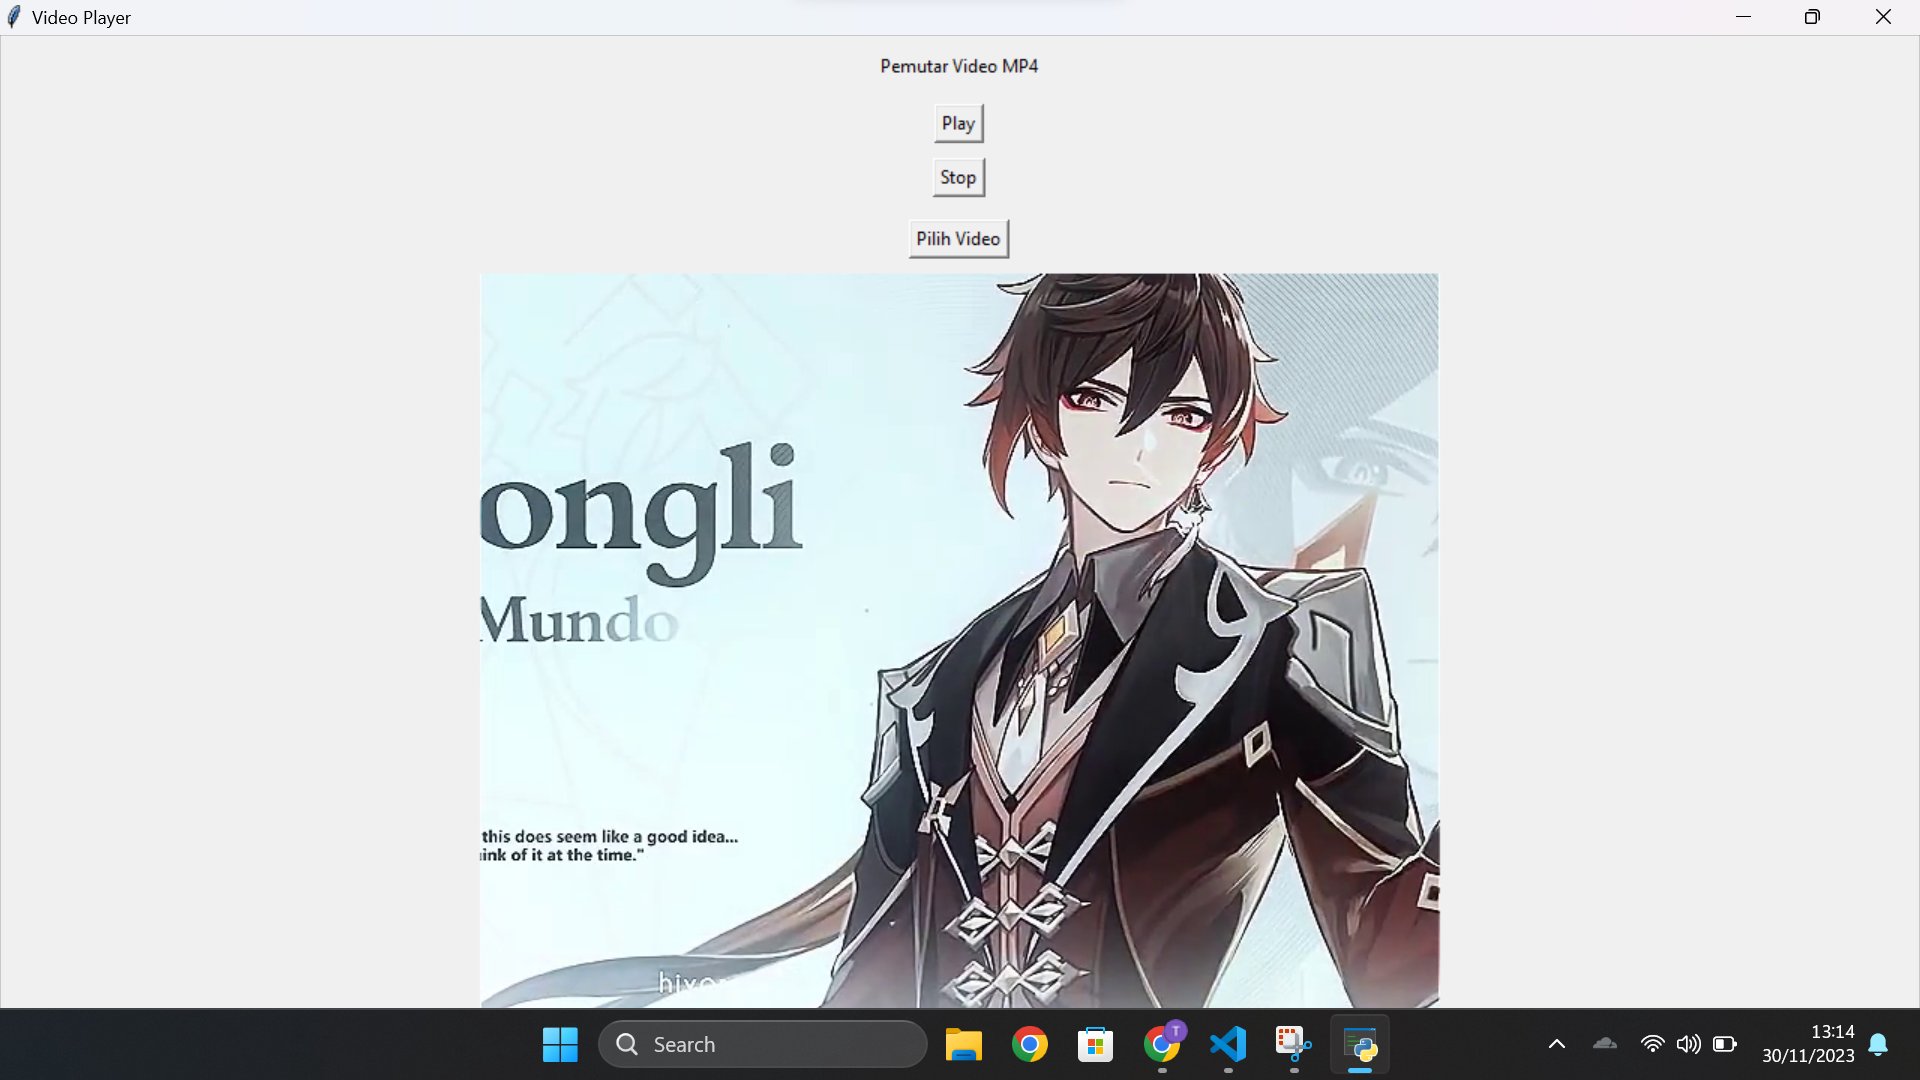 Video Player
Pemutar Video MP4
Play
Stop
Pilih Video
ongli
Mundo
this does seem like a good idea...
ink of it at the time."
Search
T
13:14
30/11/2023